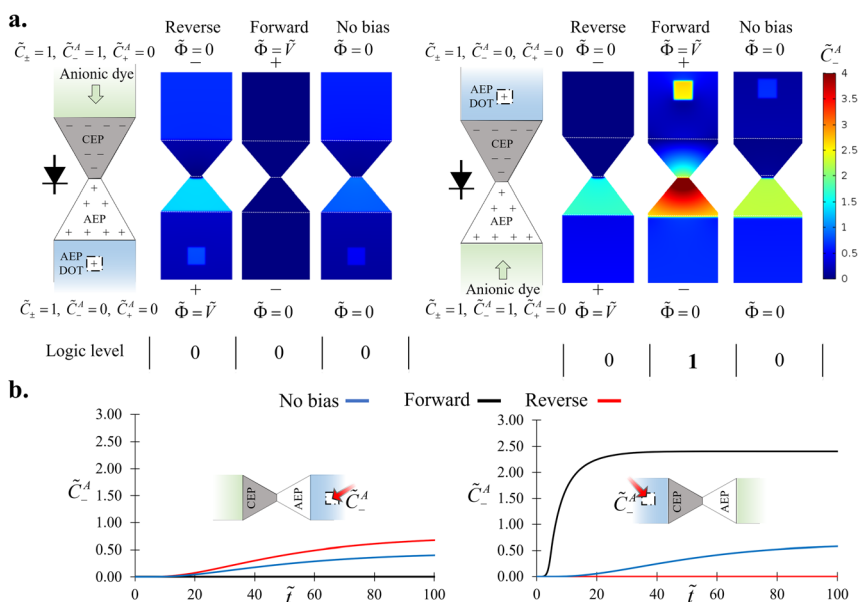 a.
Reverse Forward No bias
C̃± = 1, C̃₋ᴬ = 1, C̃₊ᴬ = 0 Φ̃ = 0 Φ̃ = Ṽ Φ̃ = 0
− +
Anionic dye
− − − −
CEP
− −
−
+
+ +
AEP
+ + + +
AEP
DOT +
+ −
C̃± = 1, C̃₋ᴬ = 0, C̃₊ᴬ = 0 Φ̃ = Ṽ Φ̃ = 0 Φ̃ = 0
Reverse Forward No bias
C̃± = 1, C̃₋ᴬ = 0, C̃₊ᴬ = 0 Φ̃ = 0 Φ̃ = Ṽ Φ̃ = 0
− +
AEP
DOT +
− − − −
CEP
− −
−
+
+ +
AEP
+ + + +
Anionic dye
+ −
C̃± = 1, C̃₋ᴬ = 1, C̃₊ᴬ = 0 Φ̃ = Ṽ Φ̃ = 0 Φ̃ = 0
C̃₋ᴬ
4
3.5
3
2.5
2
1.5
1
0.5
0
Logic level | 0 | 0 | 0 | | 0 | 1 | 0 |
b.
No bias Forward Reverse
3.00
2.50
2.00
1.50
1.00
0.50
0.00
C̃₋ᴬ
CEP AEP C̃₋ᴬ
0 20 40 60 80 100
t̃
3.00
2.50
2.00
1.50
1.00
0.50
0.00
C̃₋ᴬ
C̃₋ᴬ CEP AEP
0 20 40 60 80 100
t̃